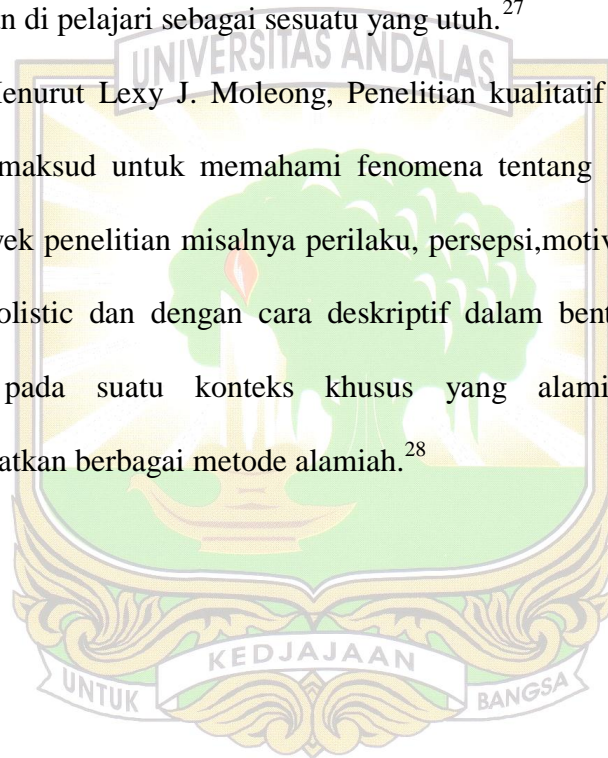 n di pelajari sebagai sesuatu yang utuh.27
UNIVERSITAS ANDALAS
enurut Lexy J. Moleong, Penelitian kualitatif
maksud untuk memahami fenomena tentang
ek penelitian misalnya perilaku, persepsi,motiv
olistic dan dengan cara deskriptif dalam bent
pada suatu konteks khusus yang alami
atkan berbagai metode alamiah.28
KEDJAJAAN
UNTUK BANGSA